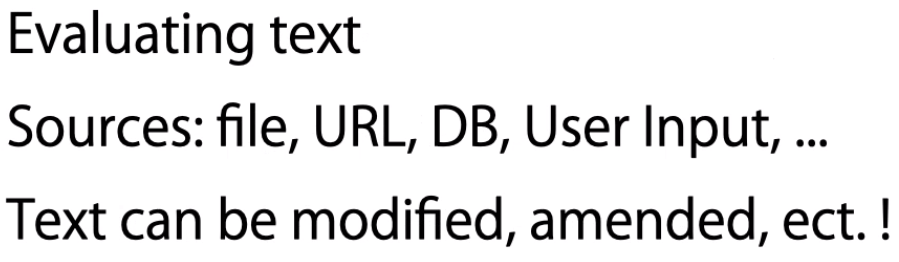 Evaluating text
Sources: file, URL, DB, User Input, ...
Text can be modified, amended, ect. !